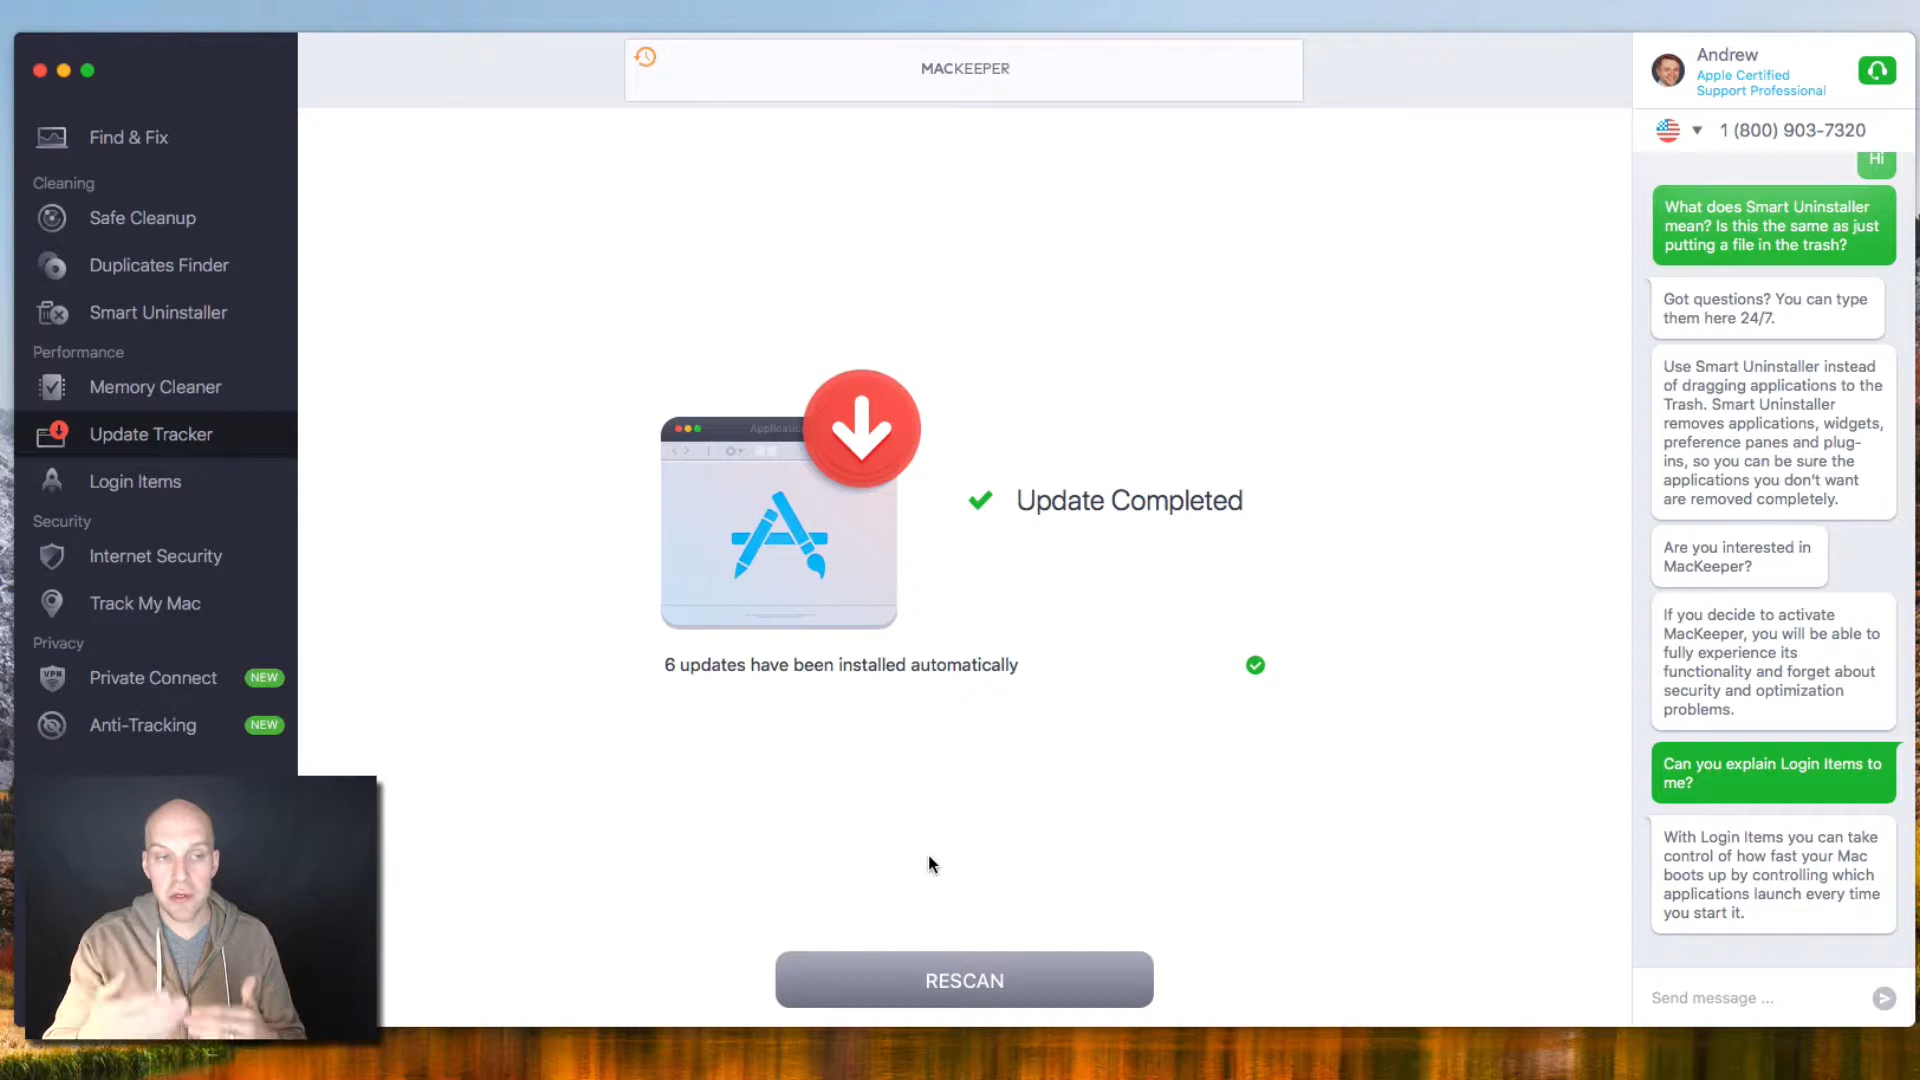 MACKEEPER
Find & Fix
Cleaning
Safe Cleanup
Duplicates Finder
Smart Uninstaller
Performance
Memory Cleaner
Update Tracker
Login Items
Security
Internet Security
Track My Mac
Privacy
VPN
Private Connect NEW
Anti-Tracking NEW
Update Completed
6 updates have been installed automatically
RESCAN
Andrew
Apple Certified
Support Professional
1 (800) 903-7320
Hi
What does Smart Uninstaller
mean? Is this the same as just
putting a file in the trash?
Got questions? You can type
them here 24/7.
Use Smart Uninstaller instead
of dragging applications to the
Trash. Smart Uninstaller
removes applications, widgets,
preference panes and plug-
ins, so you can be sure the
applications you don't want
are removed completely.
Are you interested in
MacKeeper?
If you decide to activate
MacKeeper, you will be able to
fully experience its
functionality and forget about
security and optimization
problems.
Can you explain Login Items to
me?
With Login Items you can take
control of how fast your Mac
boots up by controlling which
applications launch every time
you start it.
Send message ...